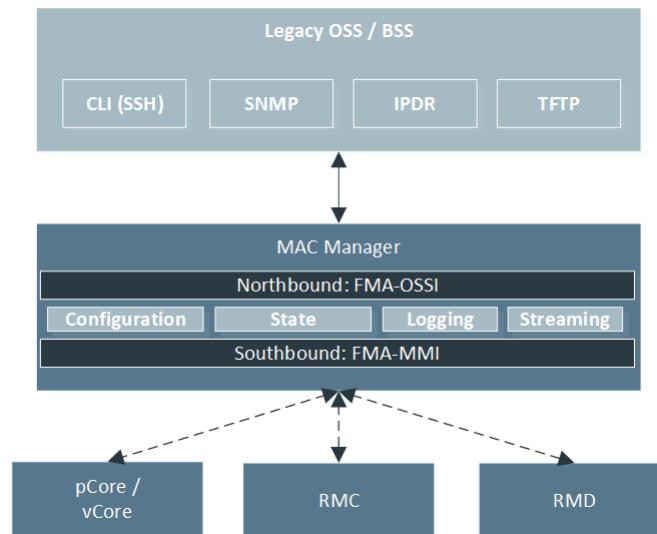 Legacy OSS / BSS
CLI (SSH)
SNMP
IPDR
TFTP
MAC Manager
Northbound: FMA-OSSI
Configuration
State
Logging
Streaming
Southbound: FMA-MMI
pCore /
vCore
RMC
RMD